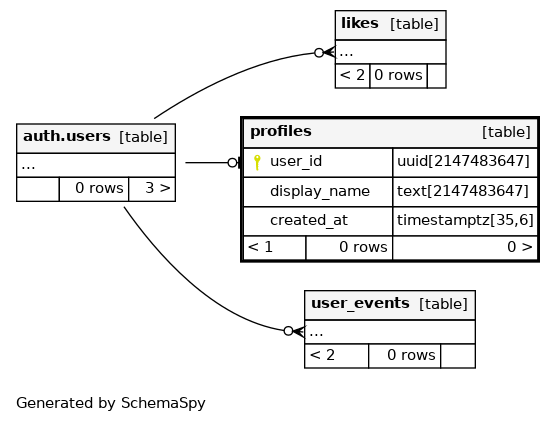 likes [table]
...
< 2 0 rows
auth.users [table]
...
0 rows 3 >
profiles [table]
user_id uuid[2147483647]
display_name text[2147483647]
created_at timestamptz[35,6]
< 1 0 rows 0 >
user_events [table]
...
< 2 0 rows
Generated by SchemaSpy